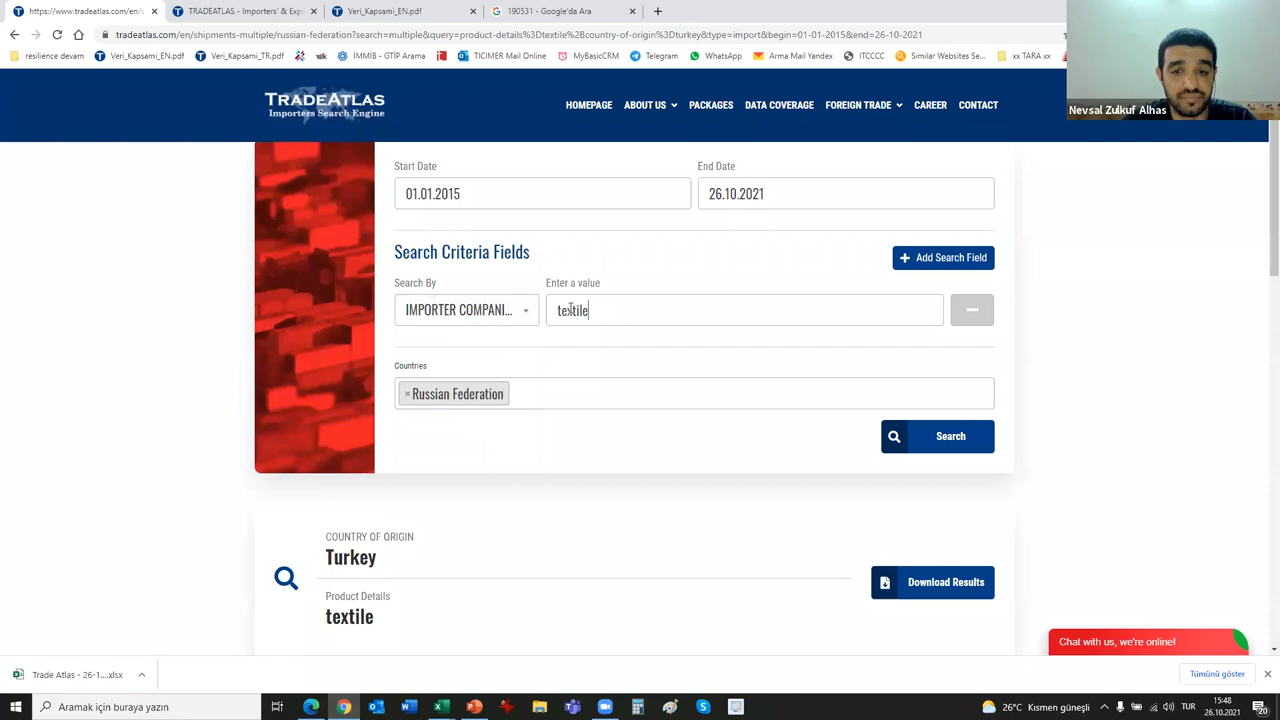 https://www.tradeatlas.com/en/s
TRADEATLAS - Importers' & Exp
Veri_Kapsami_EN.pdf
190531 - Google'da Ara
tradeatlas.com/en/shipments-multiple/russian-federation?search=multiple&query=product-details%3Dtextile%2Bcountry-of-origin%3Dturkey&type=import&begin=01-01-2015&end=26-10-2021
resilience devam
Veri_Kapsami_EN.pdf
Veri_Kapsami_TR.pdf
İMMİB - GTİP Arama
TICIMER Mail Online
MyBasicCRM
Telegram
WhatsApp
Arma Mail Yandex
ITCCCC
Similar Websites Se...
xx TARA xx
TRADEATLAS
Importers Search Engine
HOMEPAGE
ABOUT US
PACKAGES
DATA COVERAGE
FOREIGN TRADE
CAREER
CONTACT
Nevsal Zulkuf Alhas
Start Date
End Date
01.01.2015
26.10.2021
Search Criteria Fields
Add Search Field
Search By
Enter a value
IMPORTER COMPANI...
textile
Countries
× Russian Federation
Search
COUNTRY OF ORIGIN
Turkey
Download Results
Product Details
textile
Chat with us, we're online!
Trade Atlas - 26-1....xlsx
Tümünü göster
Aramak için buraya yazın
26°C Kısmen güneşli
TUR
15:48
26.10.2021
20